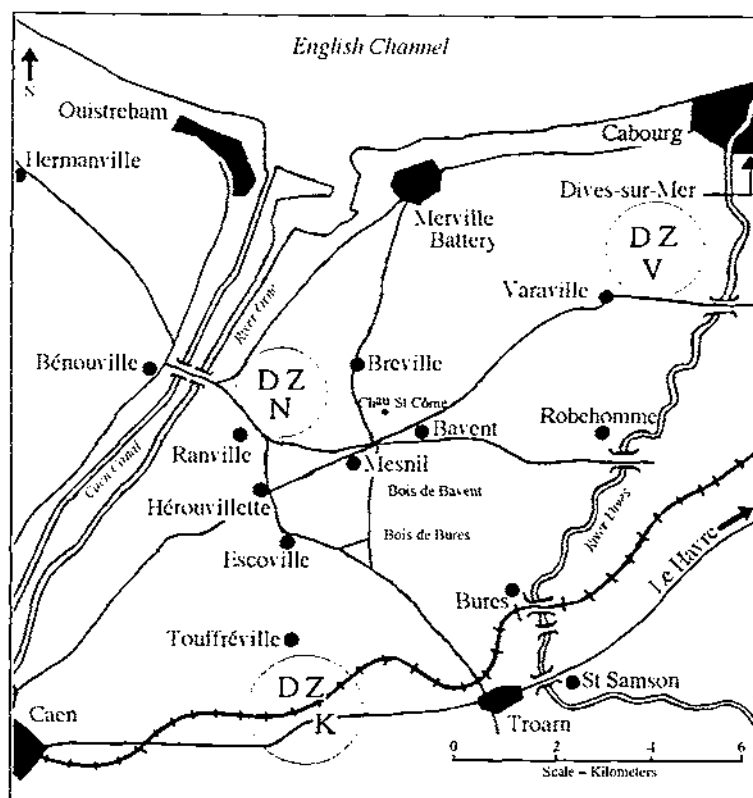 English Channel
N
Ouistreham
Hermanville
Cabourg
Dives-sur-Mer
Merville
Battery
D Z
V
Varaville
River Orne
Bénouville
D Z
N
Breville
Chau St Côme
Ranville
Bavent
Robehomme
Caen Canal
Mesnil
Hérouvillette
Bois de Bavent
Escoville
Bois de Bures
River Dives
Le Havre
Bures
Touffréville
D Z
K
St Samson
Caen
Troarn
0 2 4 6
Scale – Kilometers